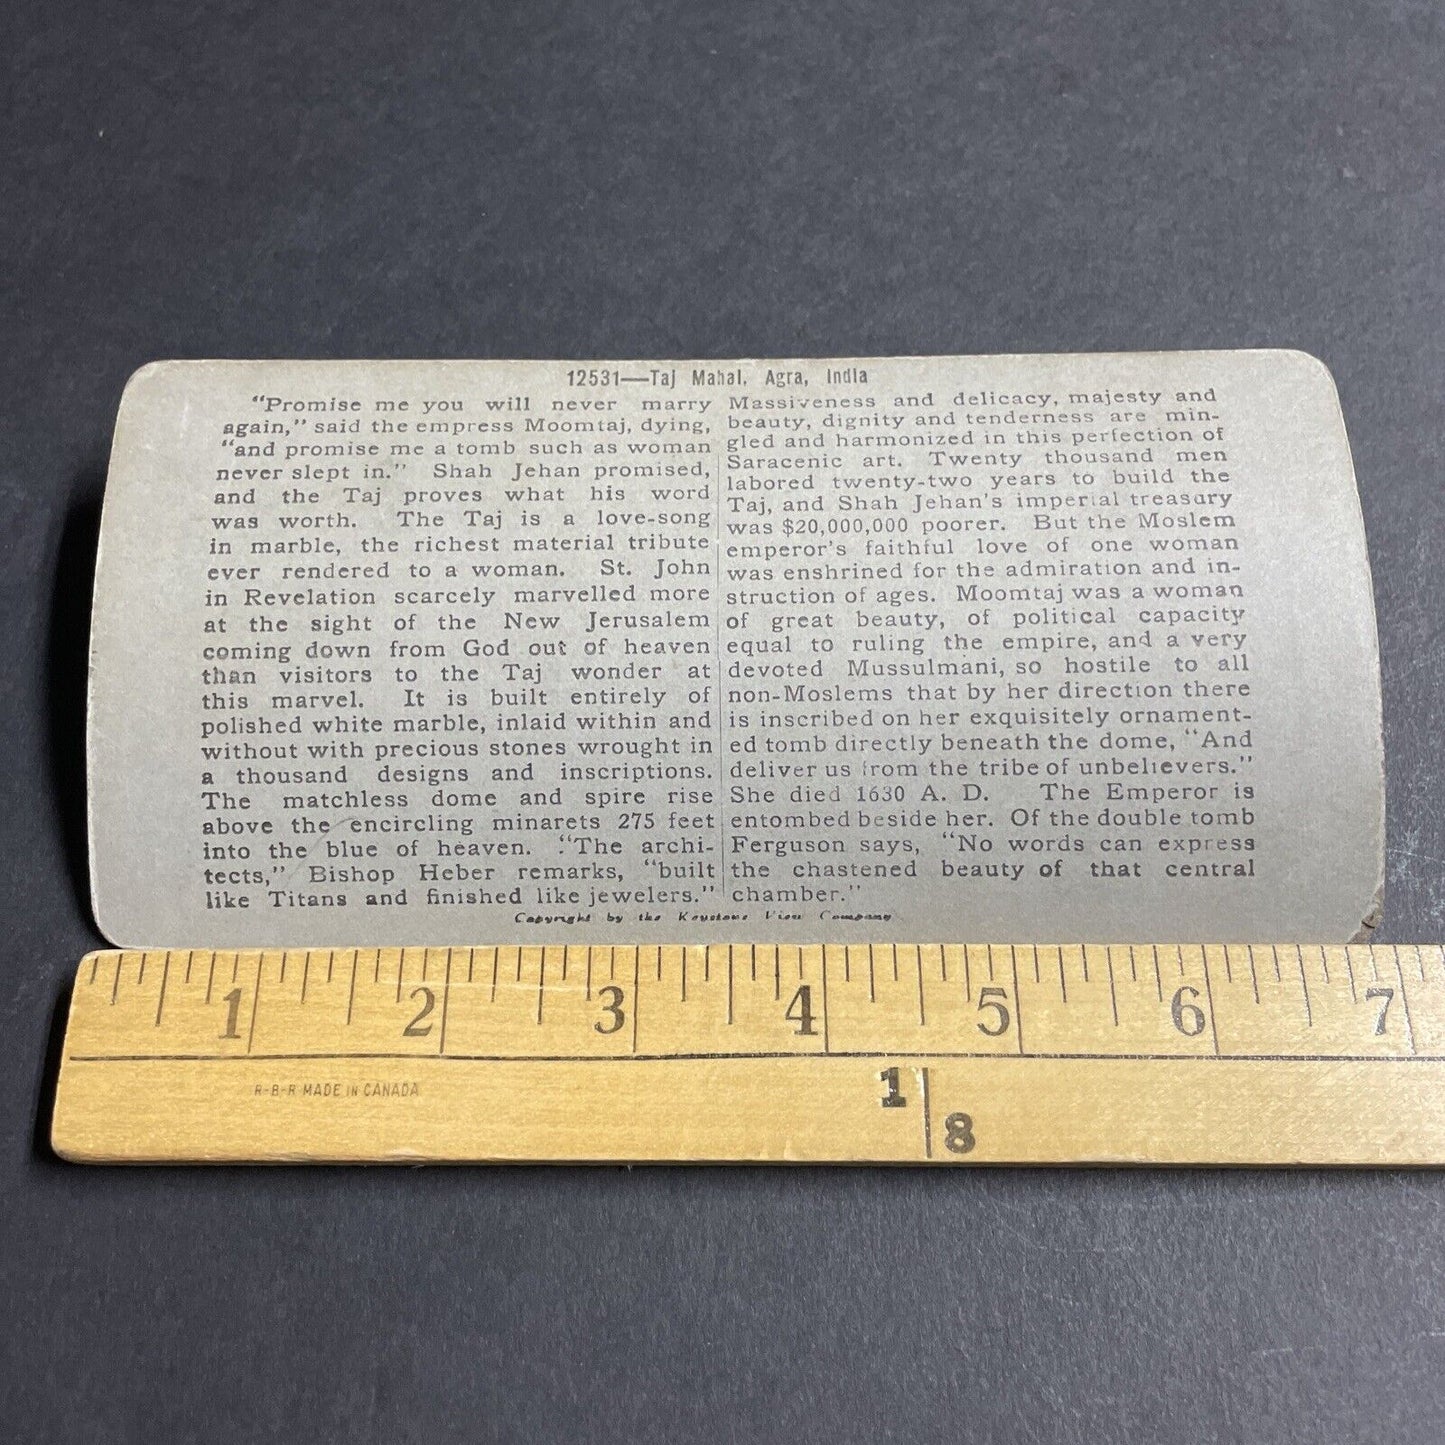 12531—Taj Mahal, Agra, India
"Promise me you will never marry
again," said the empress Moomtaj, dying,
"and promise me a tomb such as woman
never slept in." Shah Jehan promised,
and the Taj proves what his word
was worth. The Taj is a love-song
in marble, the richest material tribute
ever rendered to a woman. St. John
in Revelation scarcely marvelled more
at the sight of the New Jerusalem
coming down from God out of heaven
than visitors to the Taj wonder at
this marvel. It is built entirely of
polished white marble, inlaid within and
without with precious stones wrought in
a thousand designs and inscriptions.
The matchless dome and spire rise
above the encircling minarets 275 feet
into the blue of heaven. "The archi-
tects," Bishop Heber remarks, "built
like Titans and finished like jewelers."
Massiveness and delicacy, majesty and
beauty, dignity and tenderness are min-
gled and harmonized in this perfection of
Saracenic art. Twenty thousand men
labored twenty-two years to build the
Taj, and Shah Jehan's imperial treasury
was $20,000,000 poorer. But the Moslem
emperor's faithful love of one woman
was enshrined for the admiration and in-
struction of ages. Moomtaj was a woman
of great beauty, of political capacity
equal to ruling the empire, and a very
devoted Mussulmani, so hostile to all
non-Moslems that by her direction there
is inscribed on her exquisitely ornament-
ed tomb directly beneath the dome, "And
deliver us from the tribe of unbelievers."
She died 1630 A. D. The Emperor is
entombed beside her. Of the double tomb
Ferguson says, "No words can express
the chastened beauty of that central
chamber."
Copyright by the Keystone View Company
1 2 3 4 5 6 7
R-B-R MADE IN CANADA
1 8